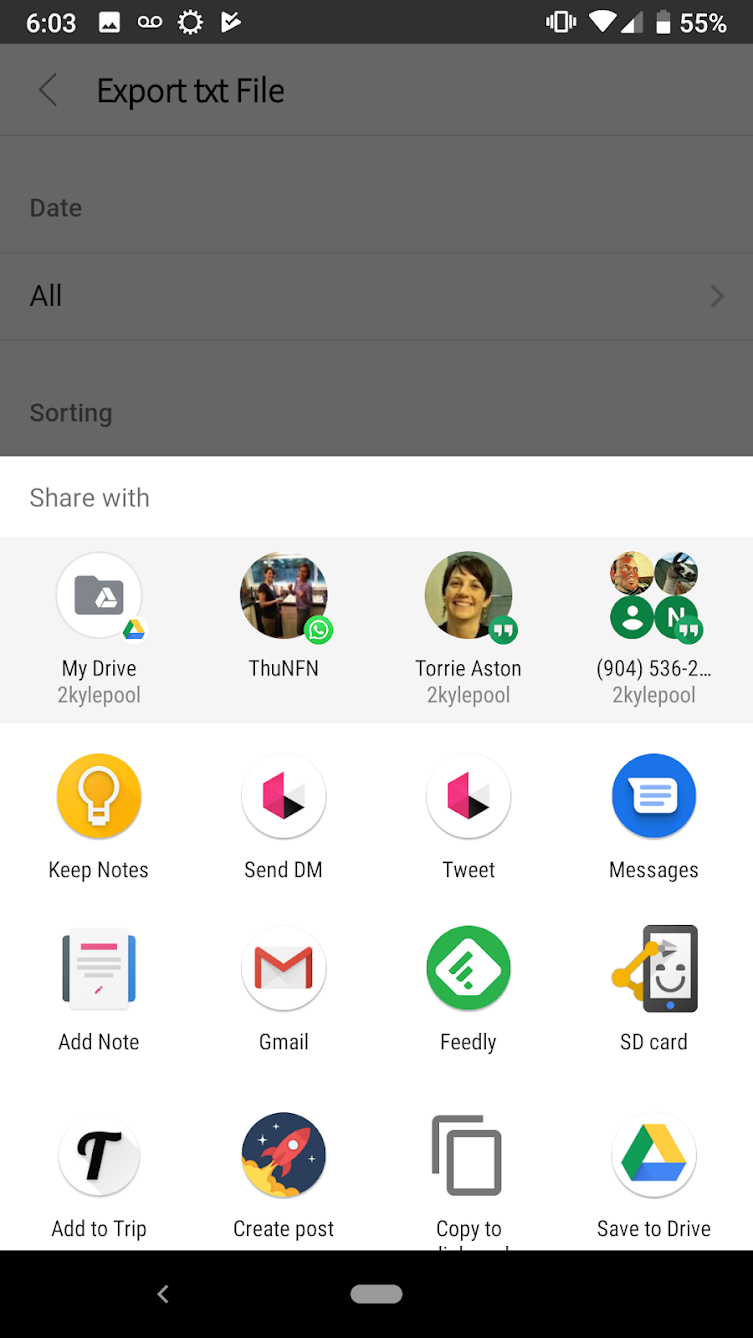 6:03
55%
Export txt File
Date
All
Sorting
Share with
My Drive
2kylepool
ThuNFN
Torrie Aston
2kylepool
N
(904) 536-2...
2kylepool
Keep Notes
Send DM
Tweet
Messages
Add Note
Gmail
Feedly
SD card
Add to Trip
Create post
Copy to
Save to Drive